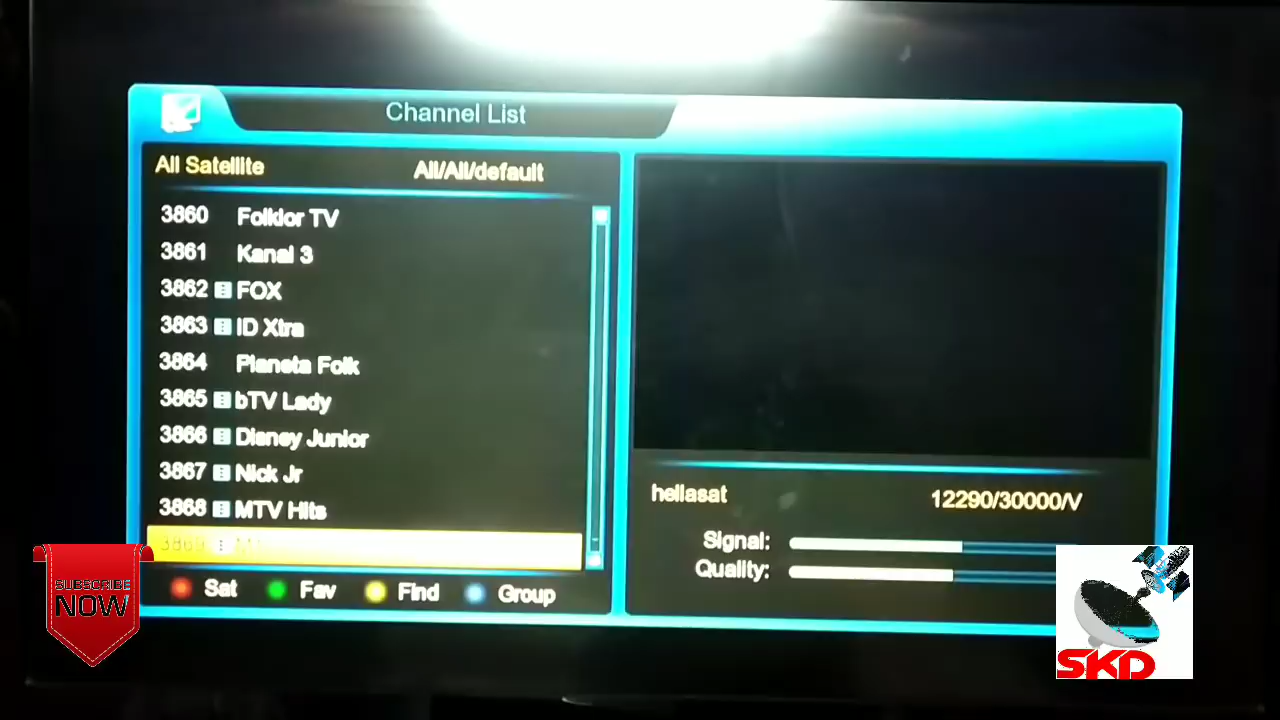 Channel List
All Satellite All/All/default
3860 Folklor TV
3861 Kanal 3
3862 FOX
3863 ID Xtra
3864 Planeta Folk
3865 bTV Lady
3866 Disney Junior
3867 Nick Jr
3868 MTV Hits
3869
Sat Fav Find Group
hellasat 12290/30000/V
Signal:
Quality:
SUBSCRIBE
NOW
SKD